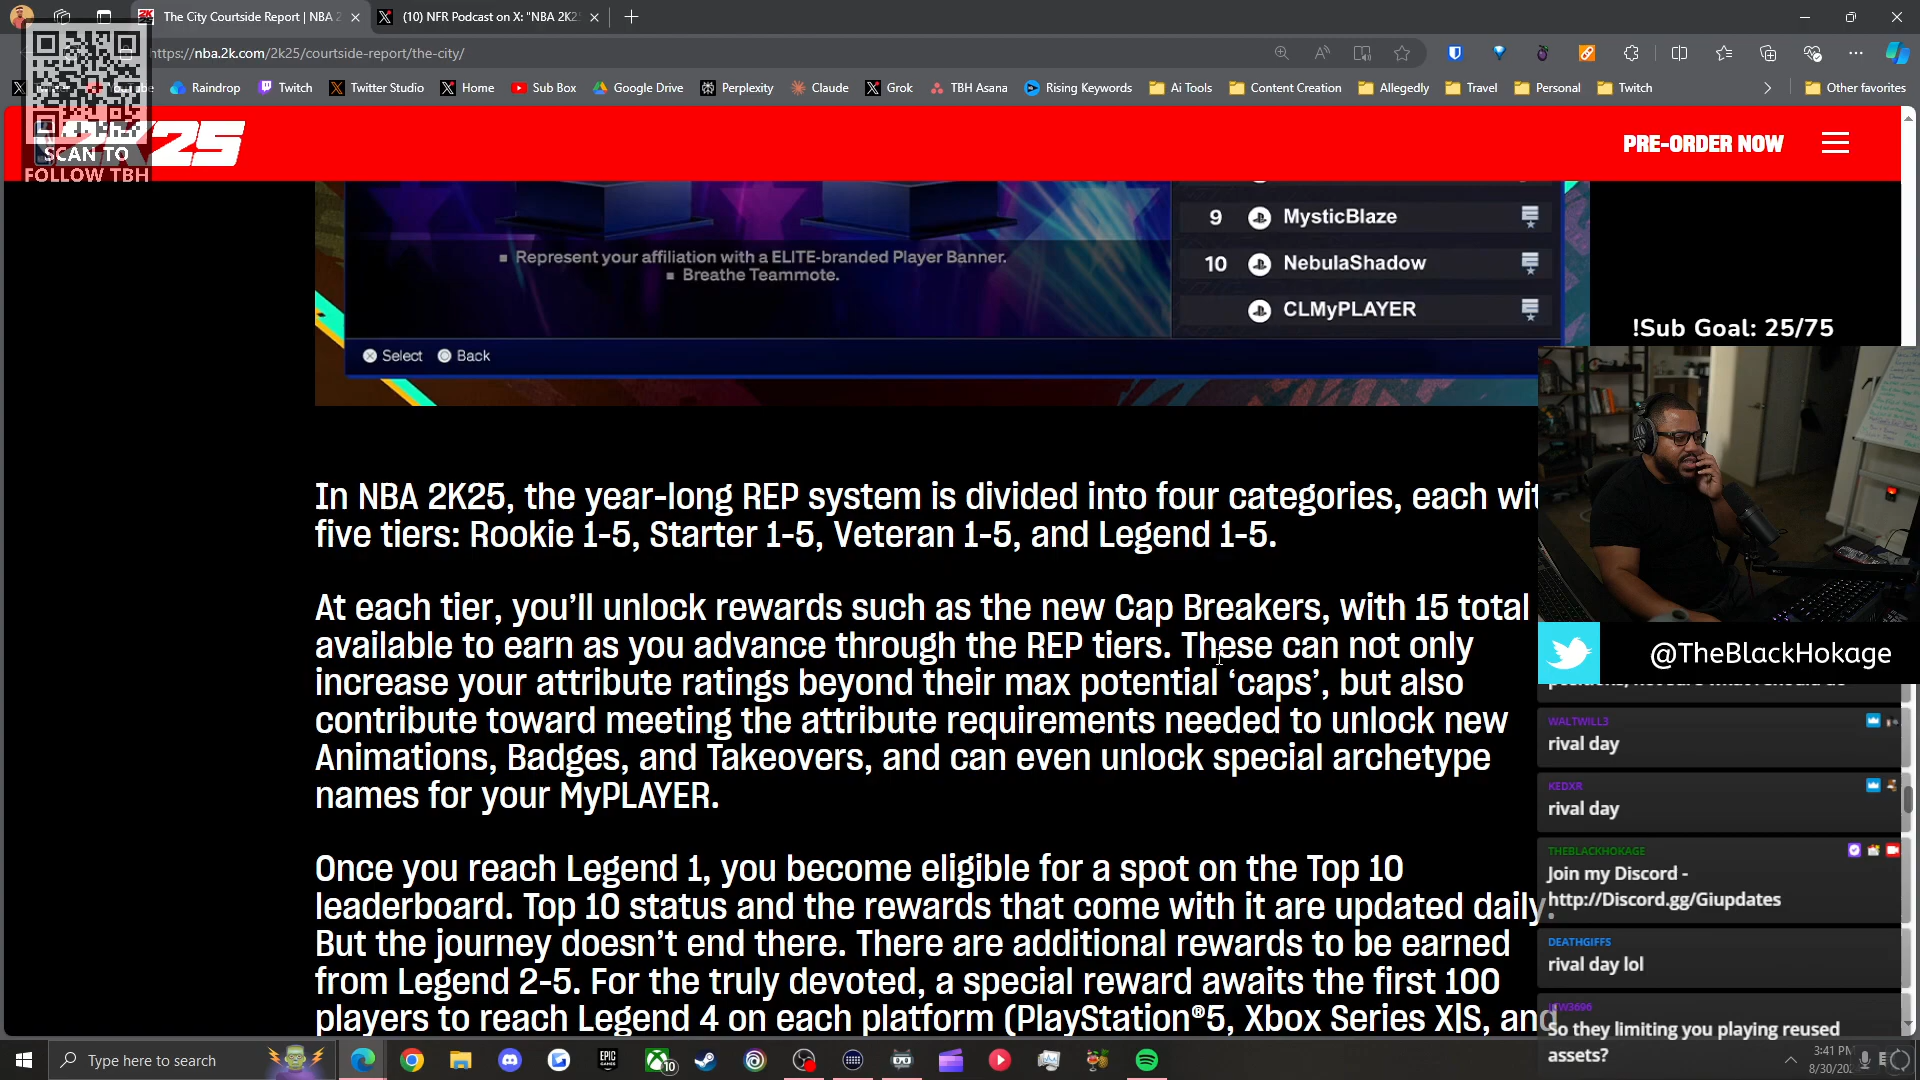 The City Courtside Report | NBA 2
(10) NFR Podcast on X: "NBA 2K25
https://nba.2k.com/2k25/courtside-report/the-city/
Raindrop
Twitch
Twitter Studio
Home
Sub Box
Google Drive
Perplexity
Claude
Grok
TBH Asana
Rising Keywords
Ai Tools
Content Creation
Allegedly
Travel
Personal
Twitch
Other favorites
SCAN TO
FOLLOW TBH
2K25
PRE-ORDER NOW
Represent your affiliation with a ELITE-branded Player Banner.
Breathe Teammote.
9 MysticBlaze
10 NebulaShadow
CLMyPLAYER
Select Back
In NBA 2K25, the year-long REP system is divided into four categories, each wit
five tiers: Rookie 1-5, Starter 1-5, Veteran 1-5, and Legend 1-5.
At each tier, you'll unlock rewards such as the new Cap Breakers, with 15 total
available to earn as you advance through the REP tiers. These can not only
increase your attribute ratings beyond their max potential ‘caps’, but also
contribute toward meeting the attribute requirements needed to unlock new
Animations, Badges, and Takeovers, and can even unlock special archetype
names for your MyPLAYER.
Once you reach Legend 1, you become eligible for a spot on the Top 10
leaderboard. Top 10 status and the rewards that come with it are updated daily.
But the journey doesn't end there. There are additional rewards to be earned
from Legend 2-5. For the truly devoted, a special reward awaits the first 100
players to reach Legend 4 on each platform (PlayStation®5, Xbox Series X|S, and
!Sub Goal: 25/75
@TheBlackHokage
WALTWILL3
rival day
KEDXR
rival day
THEBLACKHOKAGE
Join my Discord -
http://Discord.gg/Giupdates
DEATHGIFFS
rival day lol
So they limiting you playing reused
assets?
Type here to search
EPIC
GAMES
10
3:41 PM
8/30/20